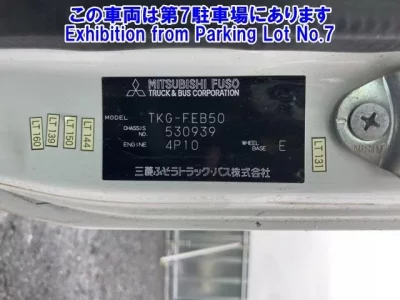 この車両は第7駐車場にあります
Exhibition from Parking Lot No.7
MITSUBISHI FUSO
TRUCK & BUS CORPORATION
MODEL TKG-FEB50
CHASSIS NO. 530939
ENGINE 4P10 WHEEL BASE E
三菱ふそうトラック・バス株式会社
LT160
LT139
LT150
LT144
LT131